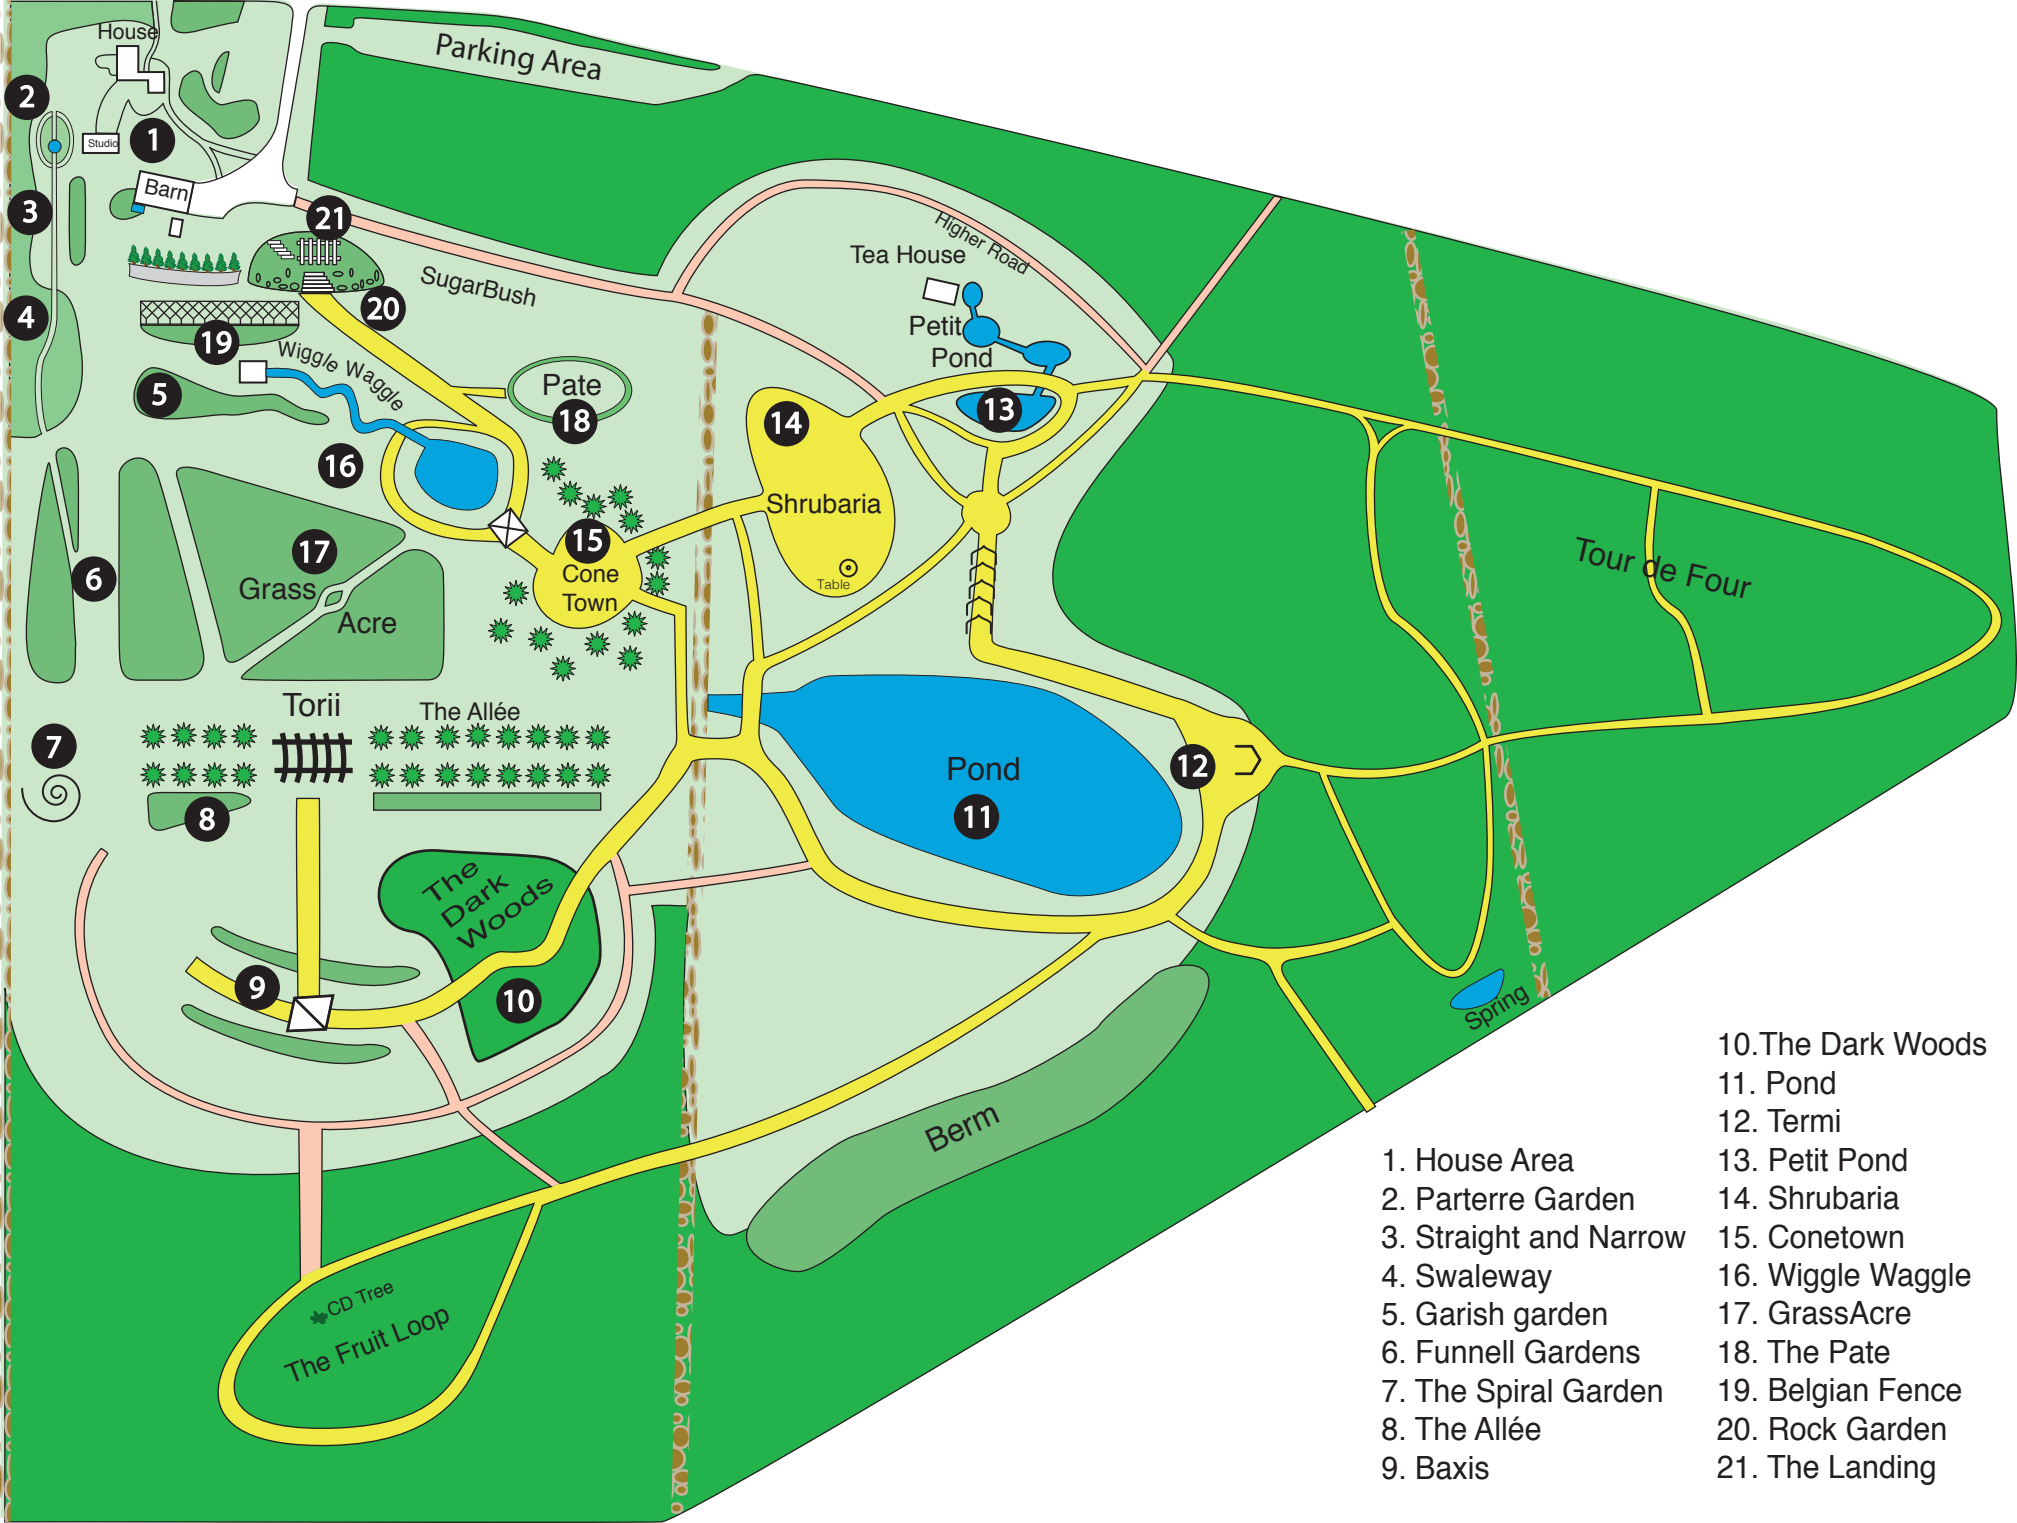 House
Parking Area
2
1
Studio
Barn
3
21
Higher Road
Tea House
SugarBush
20
4
Petit
Pond
19
Wiggle Waggle
5
Pate
18
13
14
16
Shrubaria
17
15
Grass
Cone
Town
6
Acre
Table
Tour de Four
Torii
The Allée
7
8
Pond
11
12
The
Dark
Woods
9
10
Spring
Berm
CD Tree
The Fruit Loop
1. House Area
2. Parterre Garden
3. Straight and Narrow
4. Swaleway
5. Garish garden
6. Funnell Gardens
7. The Spiral Garden
8. The Allée
9. Baxis
10.The Dark Woods
11. Pond
12. Termi
13. Petit Pond
14. Shrubaria
15. Conetown
16. Wiggle Waggle
17. GrassAcre
18. The Pate
19. Belgian Fence
20. Rock Garden
21. The Landing